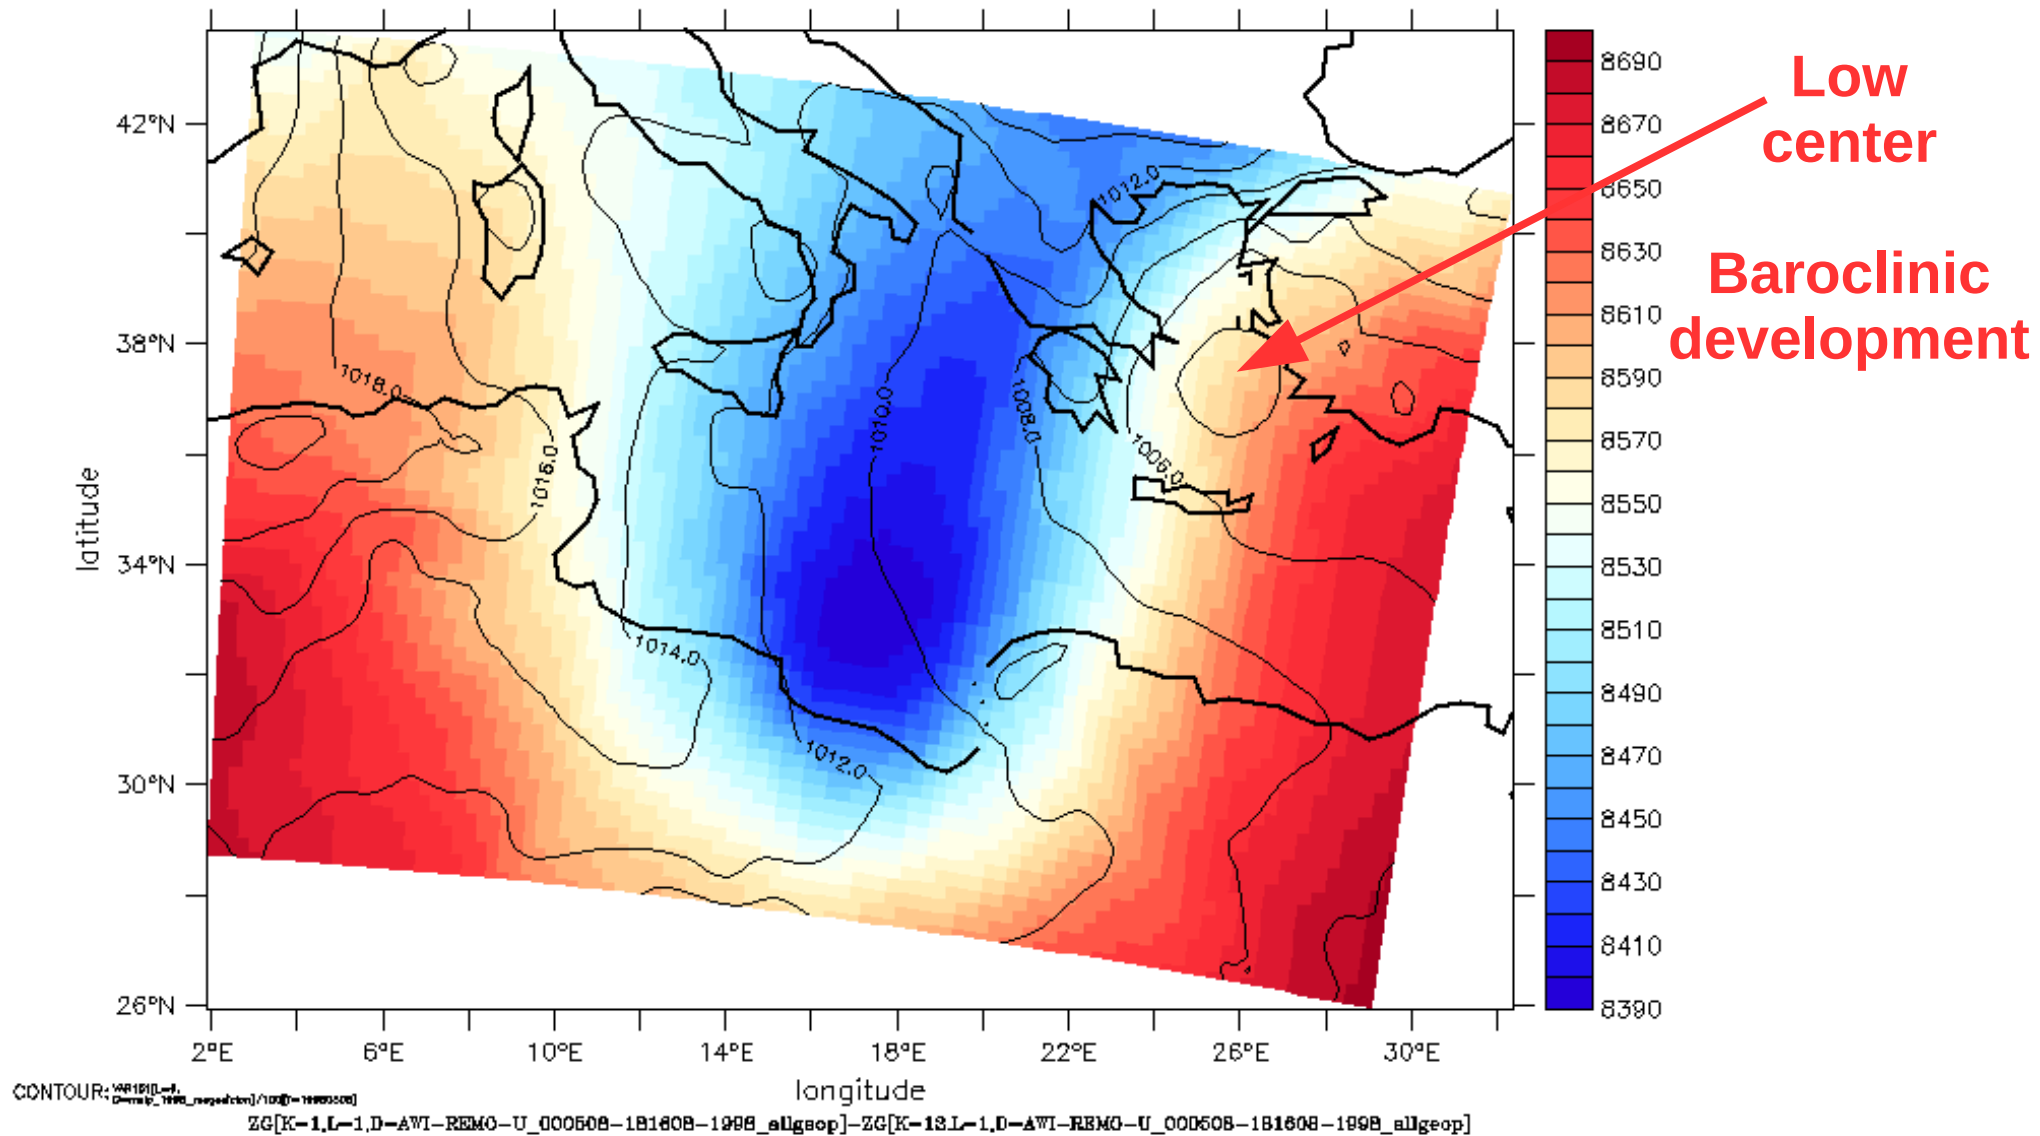 Low
center
Baroclinic
development
8690
8670
8650
8630
8610
8590
8570
8550
8530
8510
8490
8470
8450
8430
8410
8390
42°N
38°N
34°N
30°N
26°N
latitude
1012.0
1018.0
1016.0
1010.0
1008.0
1006.0
1014.0
1012.0
2°E 6°E 10°E 14°E 18°E 22°E 26°E 30°E
longitude
CONTOUR:
ZG[K=1,L=1,D=AWI-REMO-U_000508-181608-1998_allgeop]-ZG[K=13,L=1,D=AWI-REMO-U_000508-181608-1998_allgeop]